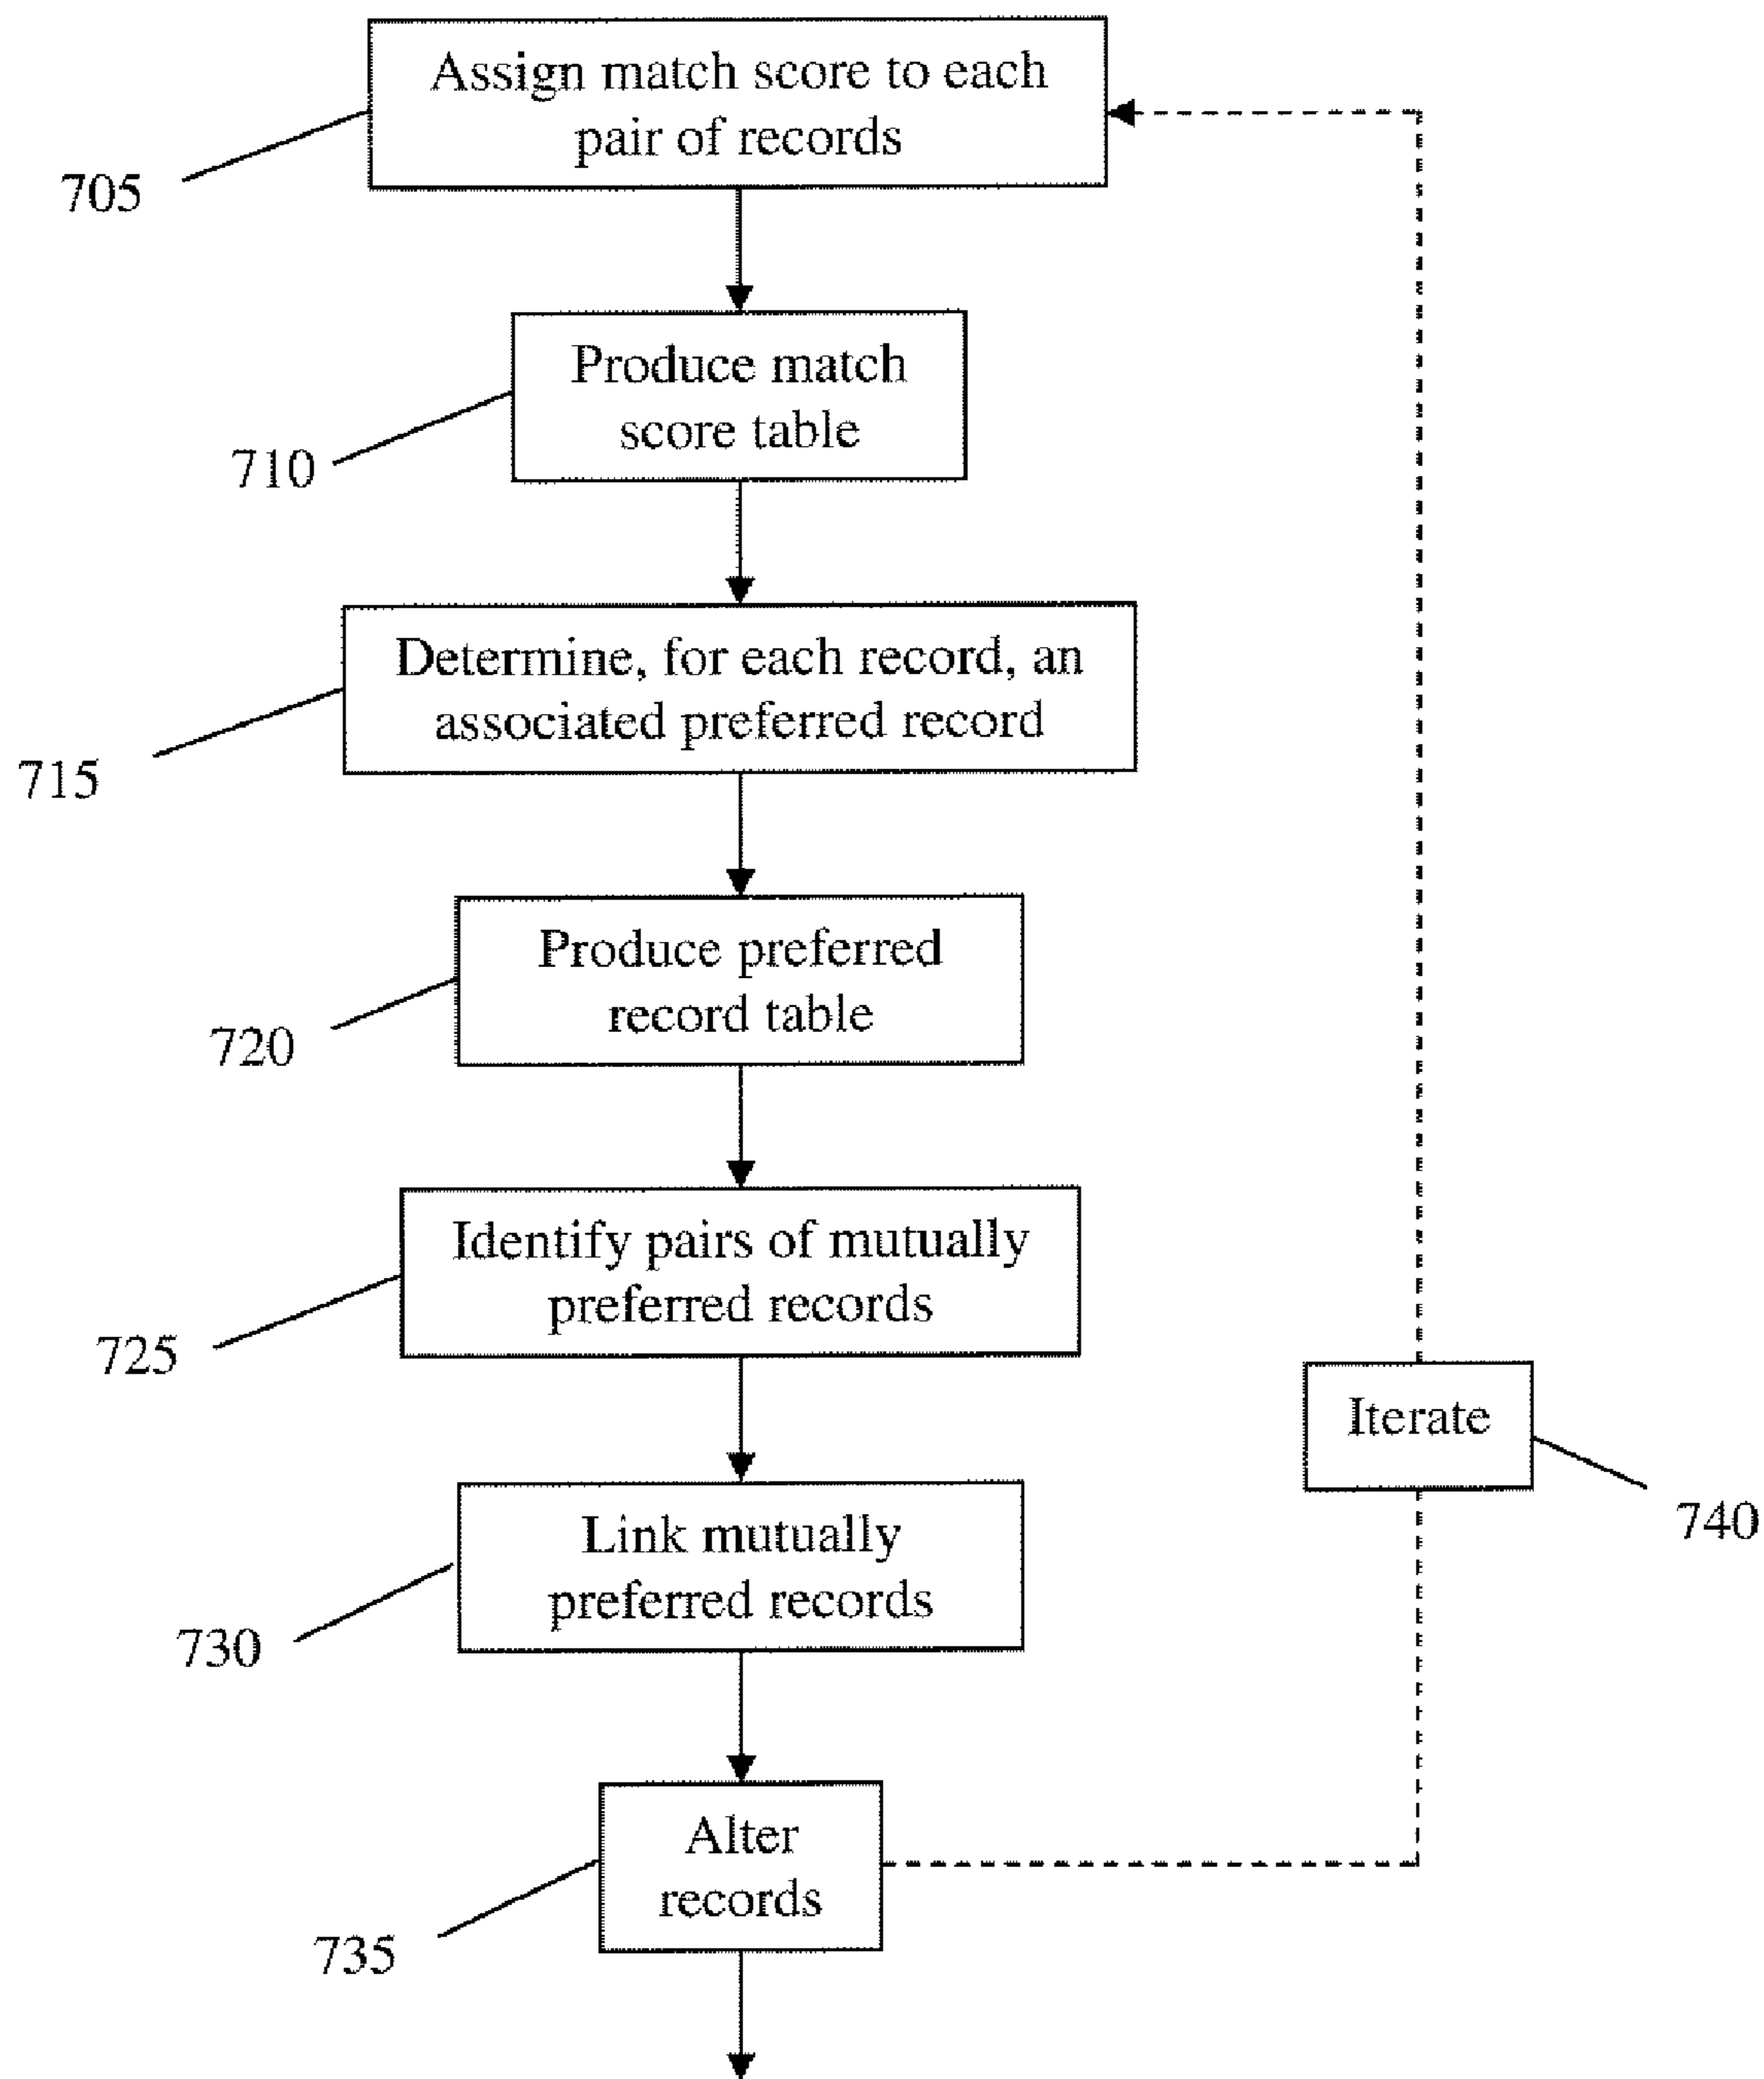 Assign match score to each
pair of records
705
Produce match
score table
710
Determine, for each record, an
associated preferred record
715
Produce preferred
record table
720
Identify pairs of mutually
preferred records
725
Iterate
740
Link mutually
preferred records
730
Alter
records
735